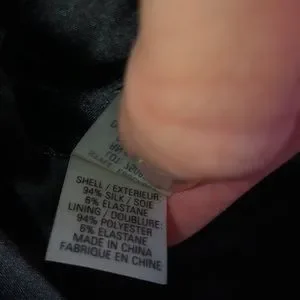 SHELL / EXTERIEUR:
94% SILK / SOIE
6% ELASTANE
LINING / DOUBLURE:
94% POLYESTER
6% ELASTANE
MADE IN CHINA
FABRIQUE EN CHINE